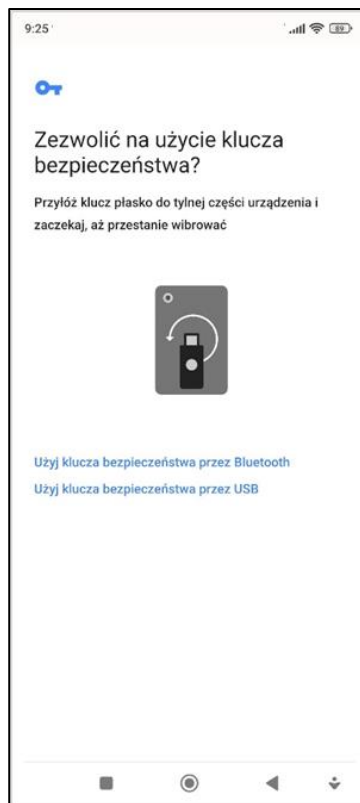 9:25
89
Zezwolić na użycie klucza
bezpieczeństwa?
Przyłóż klucz płasko do tylnej części urządzenia i
zaczekaj, aż przestanie wibrować
Użyj klucza bezpieczeństwa przez Bluetooth
Użyj klucza bezpieczeństwa przez USB